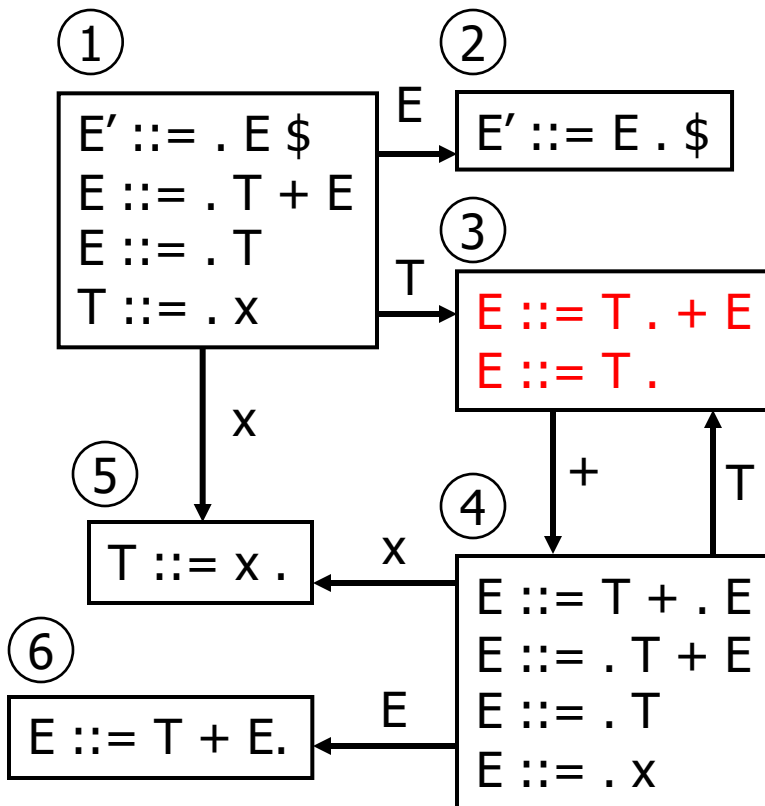 1
E’ ::= . E $
E ::= . T + E
E ::= . T
T ::= . x
E
2
E’ ::= E . $
T
3
E ::= T . + E
E ::= T .
x
+
T
5
T ::= x .
x
4
E ::= T + . E
E ::= . T + E
E ::= . T
E ::= . x
6
E ::= T + E.
E